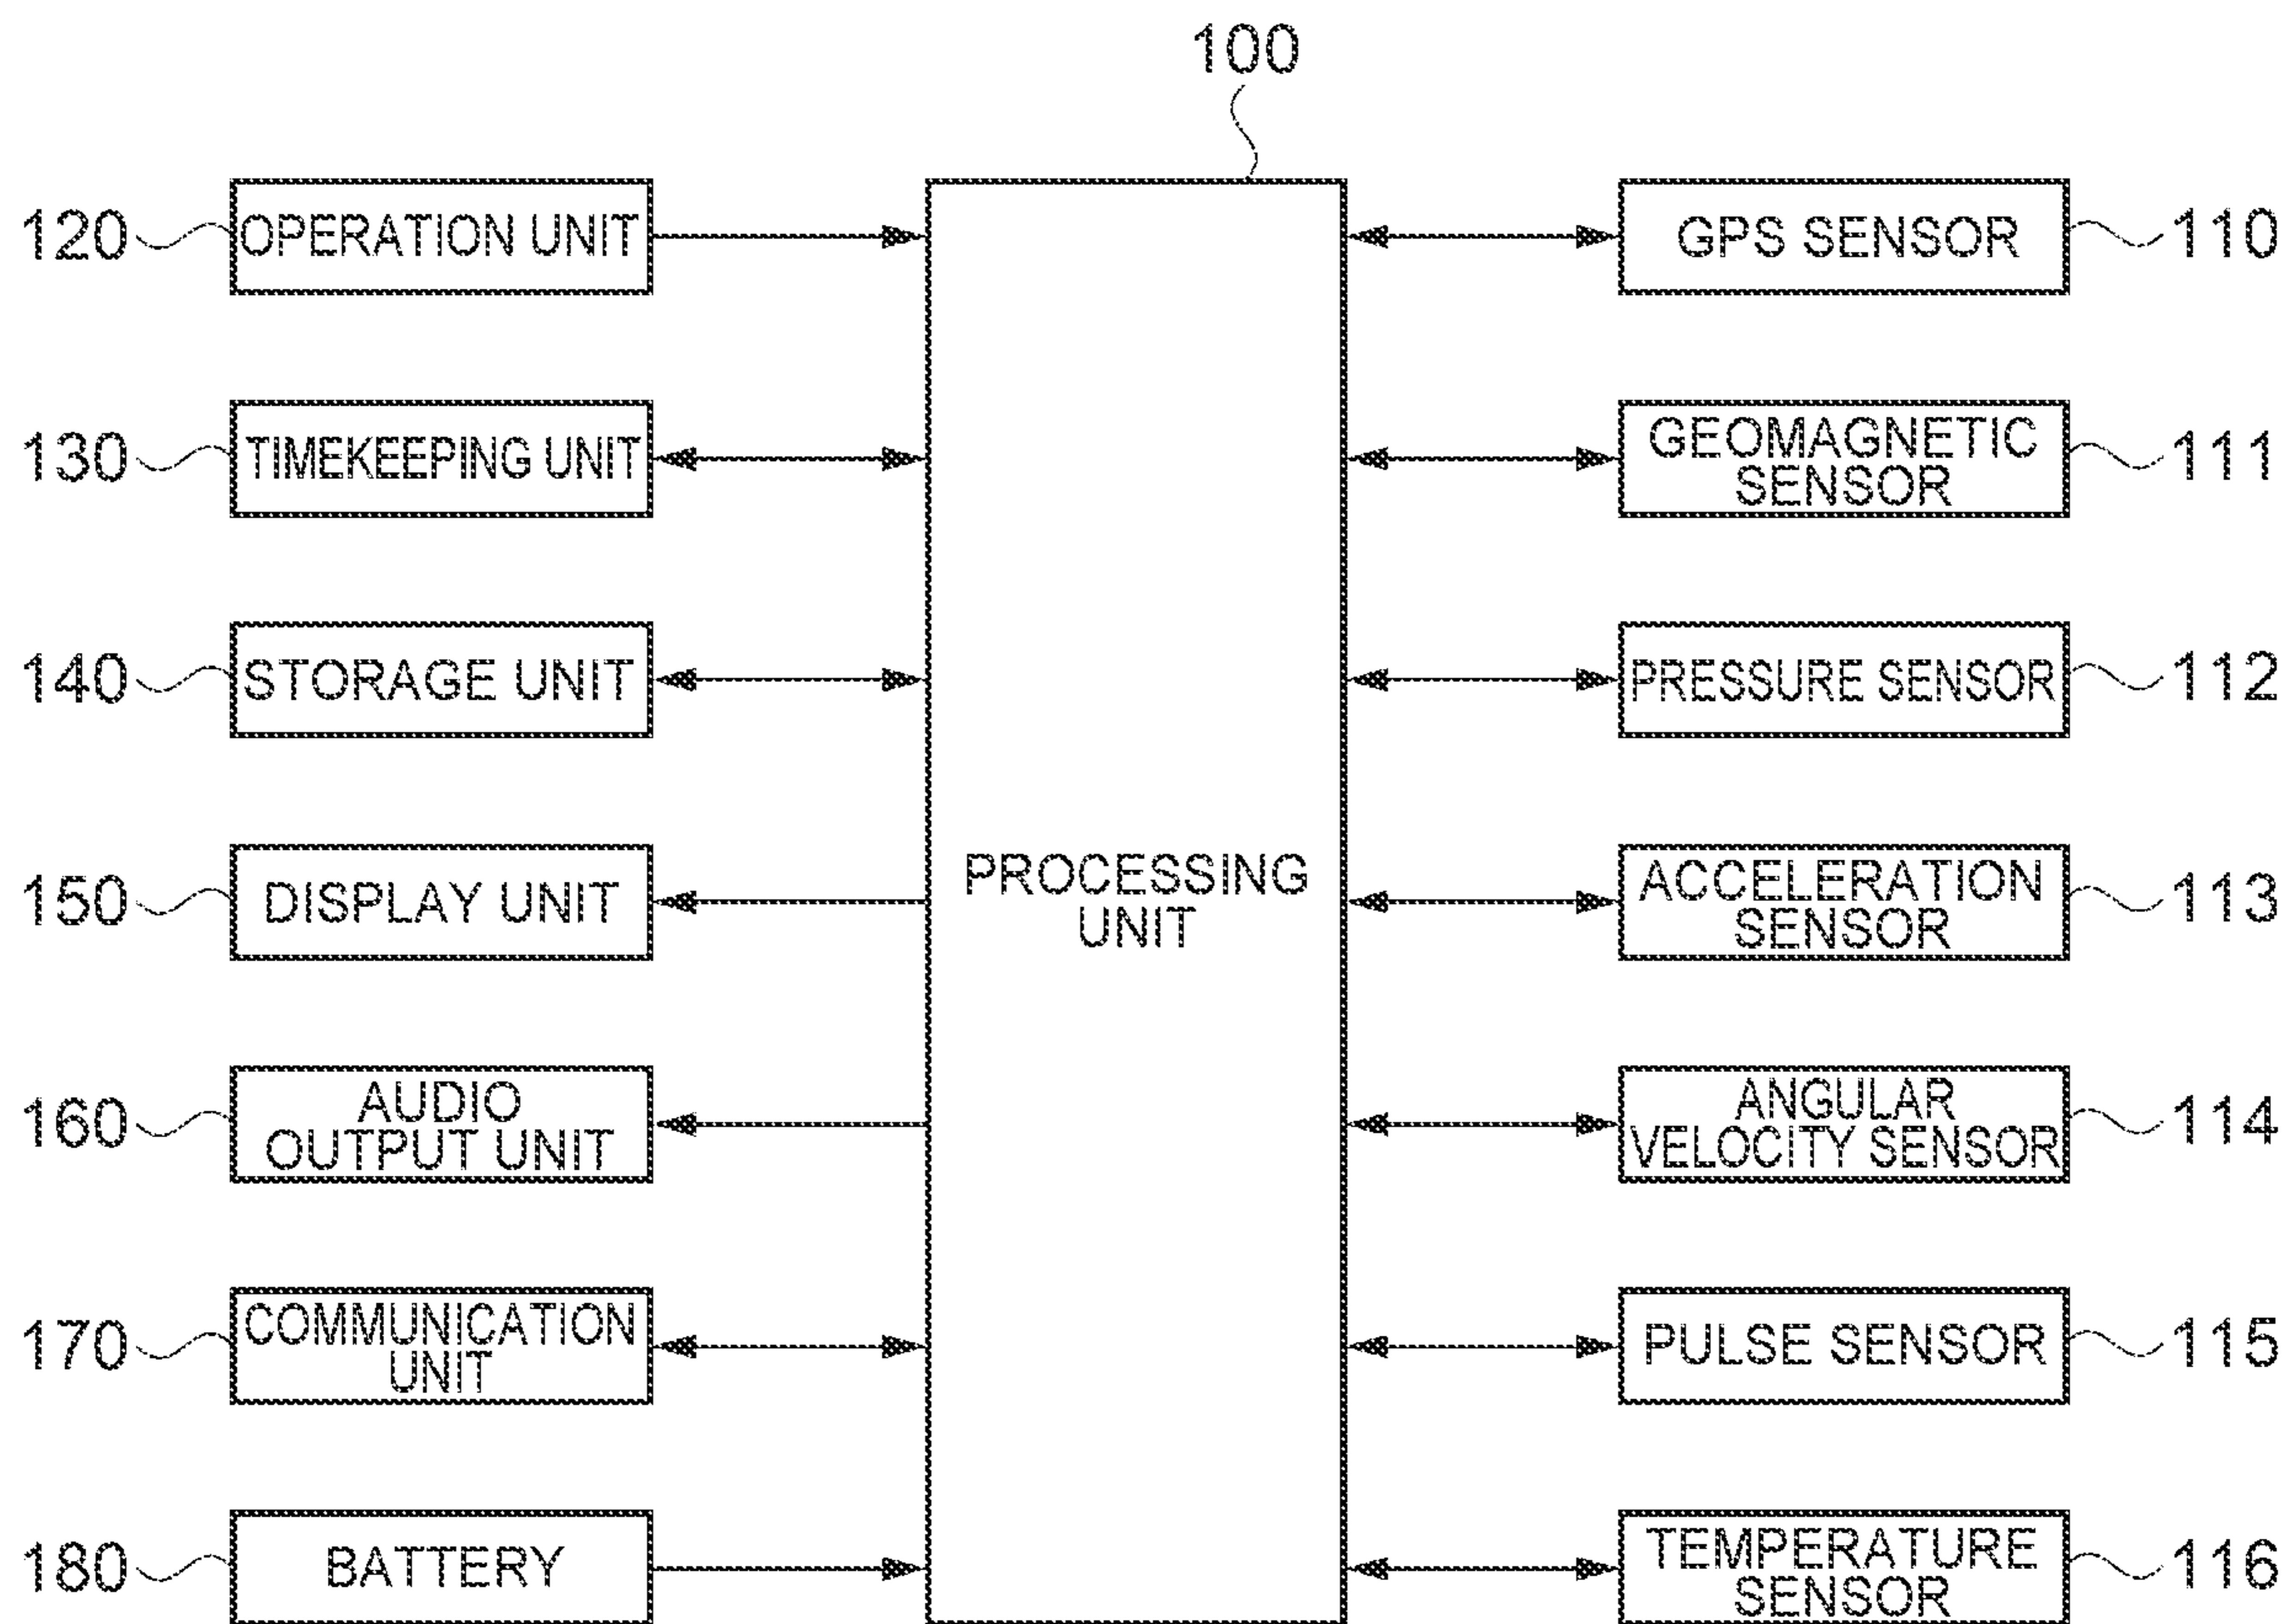 100
120
OPERATION UNIT
GPS SENSOR
110
130
TIMEKEEPING UNIT
GEOMAGNETIC
SENSOR
111
140
STORAGE UNIT
PRESSURE SENSOR
112
150
DISPLAY UNIT
PROCESSING
UNIT
ACCELERATION
SENSOR
113
160
AUDIO
OUTPUT UNIT
ANGULAR
VELOCITY SENSOR
114
170
COMMUNICATION
UNIT
PULSE SENSOR
115
180
BATTERY
TEMPERATURE
SENSOR
116